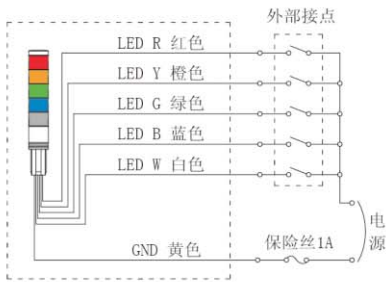 外部接点
LED R 红色
LED Y 橙色
LED G 绿色
LED B 蓝色
LED W 白色
GND 黄色
保险丝1A
电源